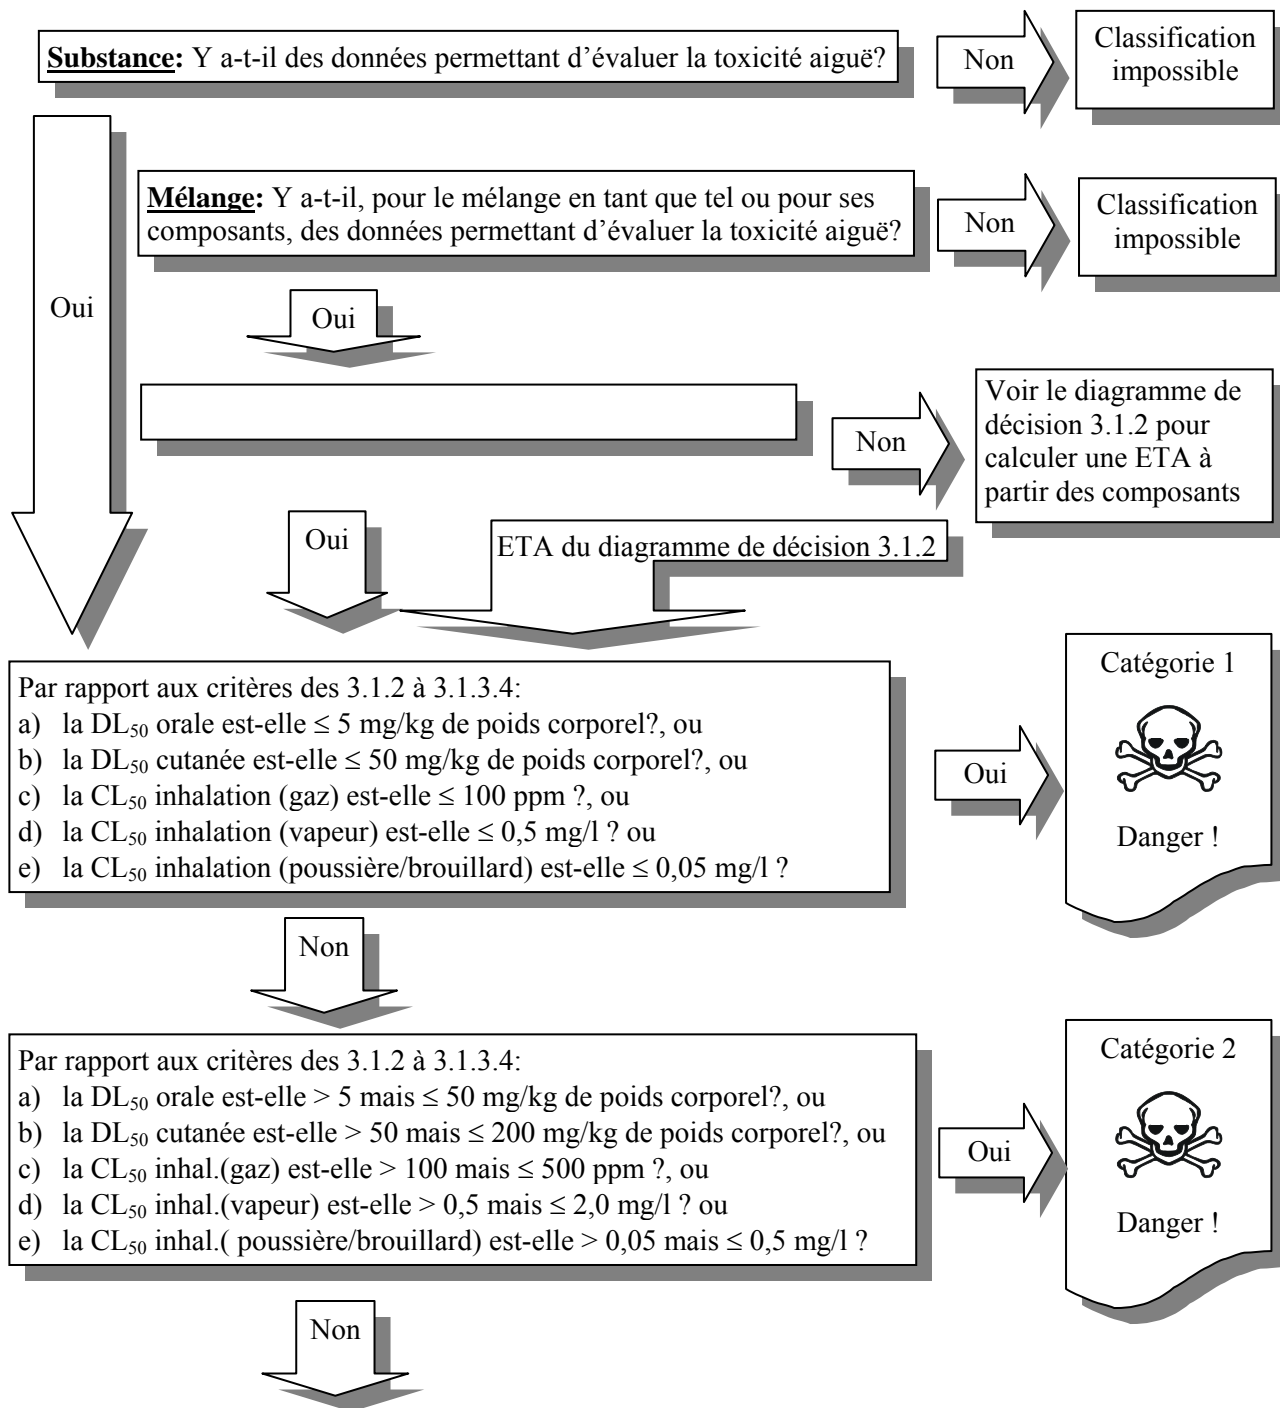 Substance: Y a-t-il des données permettant d’évaluer la toxicité aiguë?
Non
Classification
impossible
Mélange: Y a-t-il, pour le mélange en tant que tel ou pour ses
composants, des données permettant d’évaluer la toxicité aiguë?
Non
Classification
impossible
Oui
Oui
Non
Voir le diagramme de
décision 3.1.2 pour
calculer une ETA à
partir des composants
Oui
ETA du diagramme de décision 3.1.2
Par rapport aux critères des 3.1.2 à 3.1.3.4:
a) la DL₅₀ orale est-elle ≤ 5 mg/kg de poids corporel?, ou
b) la DL₅₀ cutanée est-elle ≤ 50 mg/kg de poids corporel?, ou
c) la CL₅₀ inhalation (gaz) est-elle ≤ 100 ppm ?, ou
d) la CL₅₀ inhalation (vapeur) est-elle ≤ 0,5 mg/l ? ou
e) la CL₅₀ inhalation (poussière/brouillard) est-elle ≤ 0,05 mg/l ?
Oui
Catégorie 1
Danger !
Non
Par rapport aux critères des 3.1.2 à 3.1.3.4:
a) la DL₅₀ orale est-elle > 5 mais ≤ 50 mg/kg de poids corporel?, ou
b) la DL₅₀ cutanée est-elle > 50 mais ≤ 200 mg/kg de poids corporel?, ou
c) la CL₅₀ inhal.(gaz) est-elle > 100 mais ≤ 500 ppm ?, ou
d) la CL₅₀ inhal.(vapeur) est-elle > 0,5 mais ≤ 2,0 mg/l ? ou
e) la CL₅₀ inhal.( poussière/brouillard) est-elle > 0,05 mais ≤ 0,5 mg/l ?
Oui
Catégorie 2
Danger !
Non